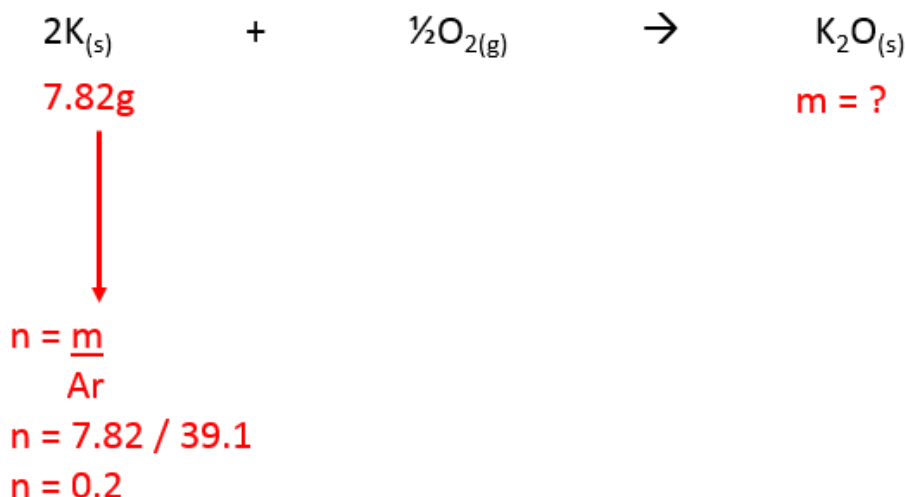 2K(s) + ½O2(g) → K2O(s)
7.82g m = ?
n = m
Ar
n = 7.82 / 39.1
n = 0.2